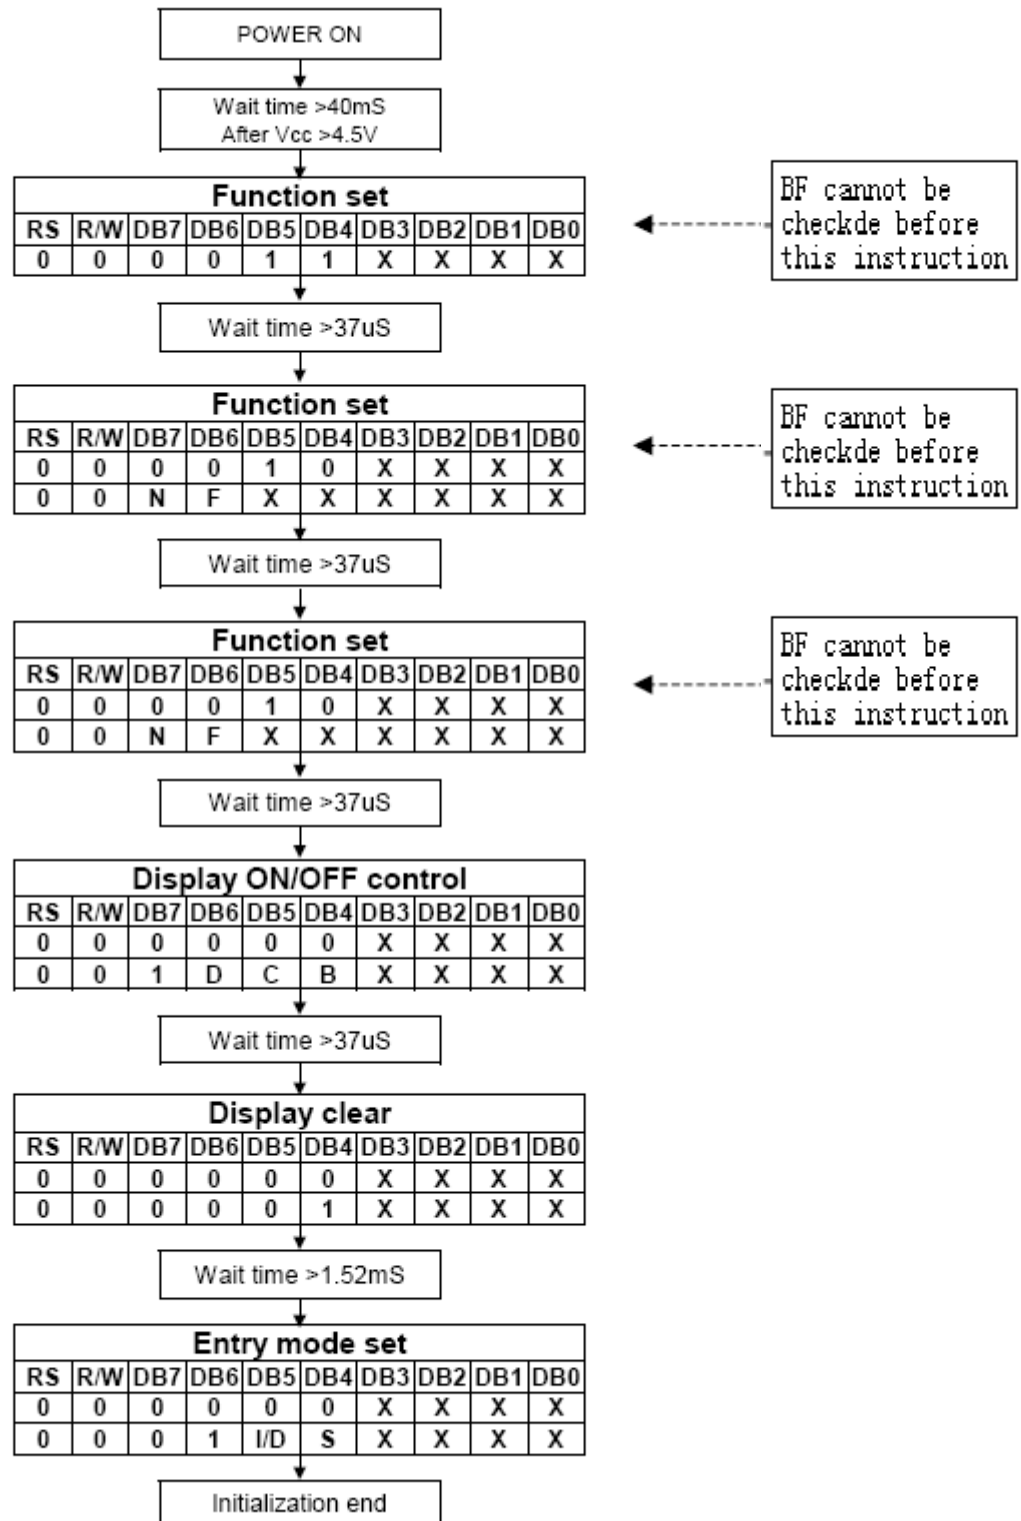 POWER ON
Wait time >40mS
After Vcc >4.5V
Function set
RS R/W DB7 DB6 DB5 DB4 DB3 DB2 DB1 DB0
0 0 0 0 1 1 X X X X
BF cannot be
checkde before
this instruction
Wait time >37uS
Function set
RS R/W DB7 DB6 DB5 DB4 DB3 DB2 DB1 DB0
0 0 0 0 1 0 X X X X
0 0 N F X X X X X X
BF cannot be
checkde before
this instruction
Wait time >37uS
Function set
RS R/W DB7 DB6 DB5 DB4 DB3 DB2 DB1 DB0
0 0 0 0 1 0 X X X X
0 0 N F X X X X X X
BF cannot be
checkde before
this instruction
Wait time >37uS
Display ON/OFF control
RS R/W DB7 DB6 DB5 DB4 DB3 DB2 DB1 DB0
0 0 0 0 0 0 X X X X
0 0 1 D C B X X X X
Wait time >37uS
Display clear
RS R/W DB7 DB6 DB5 DB4 DB3 DB2 DB1 DB0
0 0 0 0 0 0 X X X X
0 0 0 0 0 1 X X X X
Wait time >1.52mS
Entry mode set
RS R/W DB7 DB6 DB5 DB4 DB3 DB2 DB1 DB0
0 0 0 0 0 0 X X X X
0 0 0 1 I/D S X X X X
Initialization end